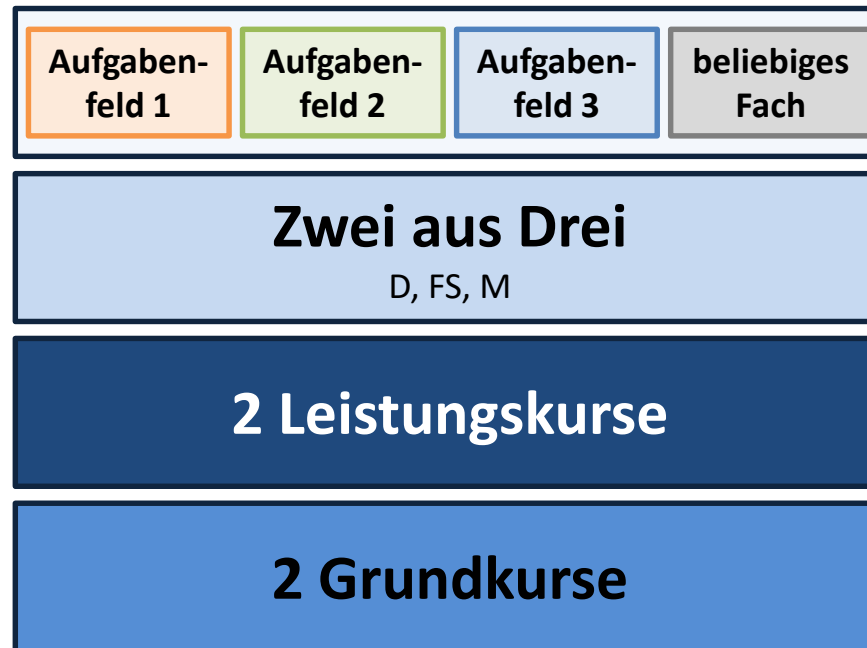 Aufgaben-
feld 1
Aufgaben-
feld 2
Aufgaben-
feld 3
beliebiges
Fach
Zwei aus Drei
D, FS, M
2 Leistungskurse
2 Grundkurse